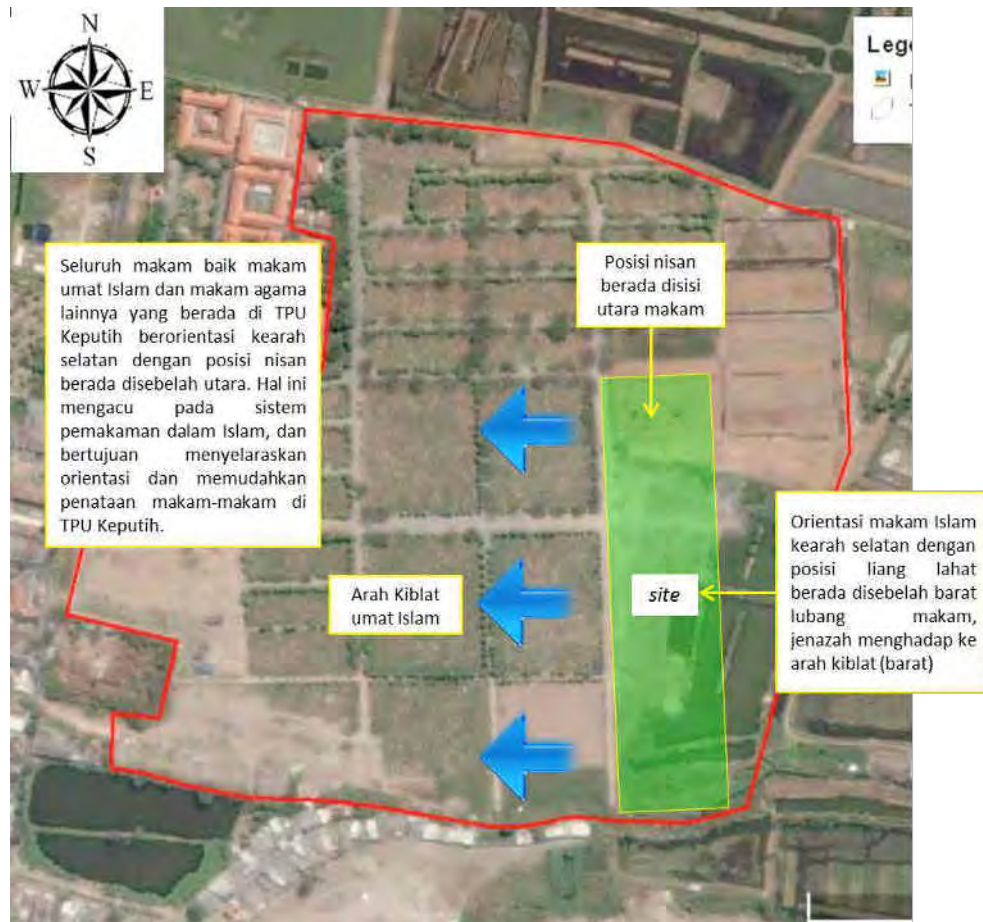 N
W E
S
Lege
Seluruh makam baik makam
umat Islam dan makam agama
lainnya yang berada di TPU
Keputih berorientasi kearah
selatan dengan posisi nisan
berada disebelah utara. Hal ini
mengacu pada sistem
pemakaman dalam Islam, dan
bertujuan menyelaraskan
orientasi dan memudahkan
penataan makam-makam di
TPU Keputih.
Posisi nisan
berada disisi
utara makam
Arah Kiblat
umat Islam
site
Orientasi makam Islam
kearah selatan dengan
posisi liang lahat
berada disebelah barat
lubang makam,
jenazah menghadap ke
arah kiblat (barat)